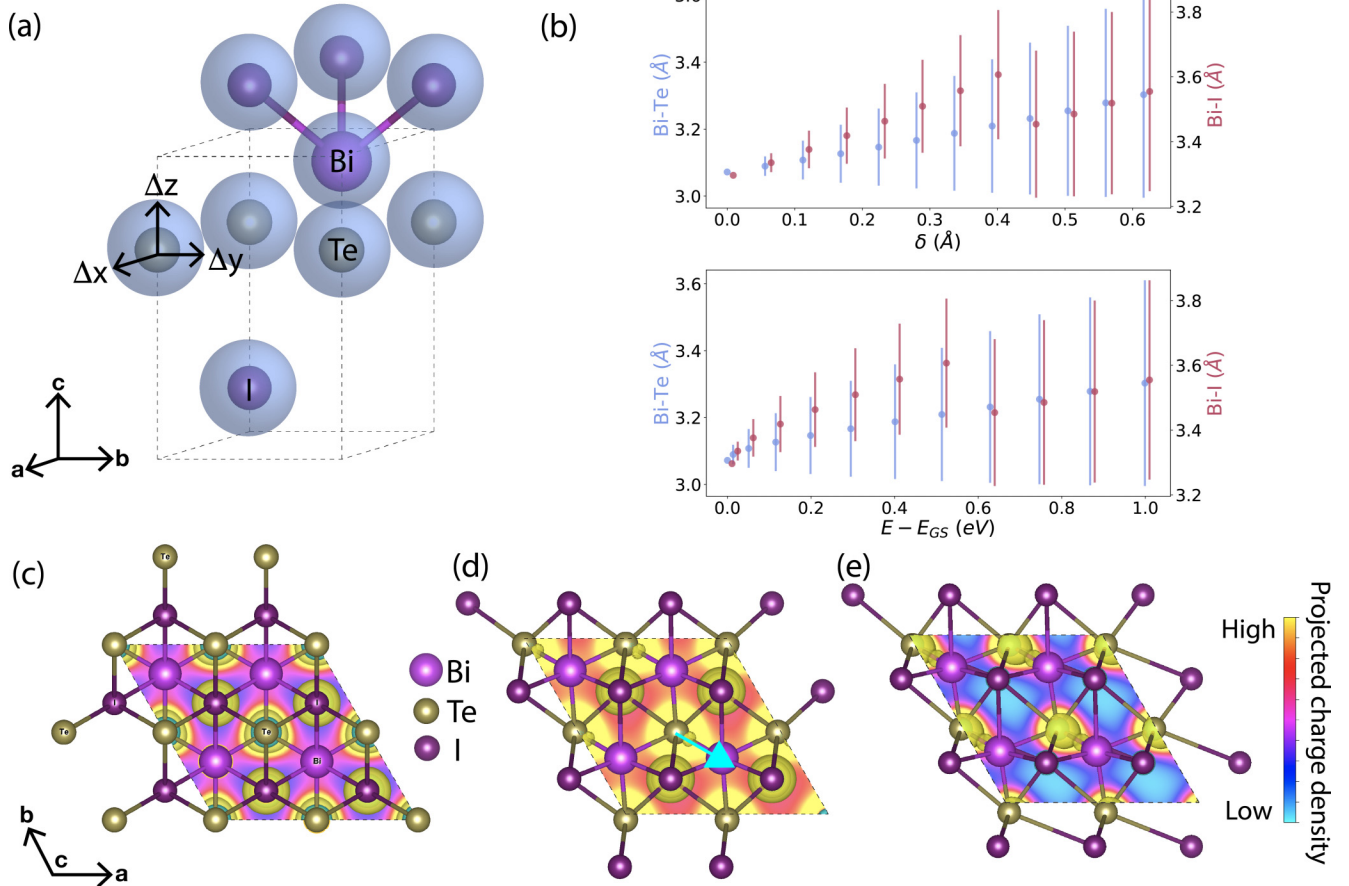 (a)
Bi
Δz
Te
Δx
Δy
I
c
a
b
(b)
3.6
3.4
3.2
3.0
Bi-Te (Å)
3.8
3.6
3.4
3.2
Bi-I (Å)
0.0 0.1 0.2 0.3 0.4 0.5 0.6
δ (Å)
3.6
3.4
3.2
3.0
Bi-Te (Å)
3.8
3.6
3.4
3.2
Bi-I (Å)
0.0 0.2 0.4 0.6 0.8 1.0
E − E_GS (eV)
(c)
Te
I
I
Te
Te
Bi
b
c
a
Bi
Te
I
(d)
(e)
High
Low
Projected charge density